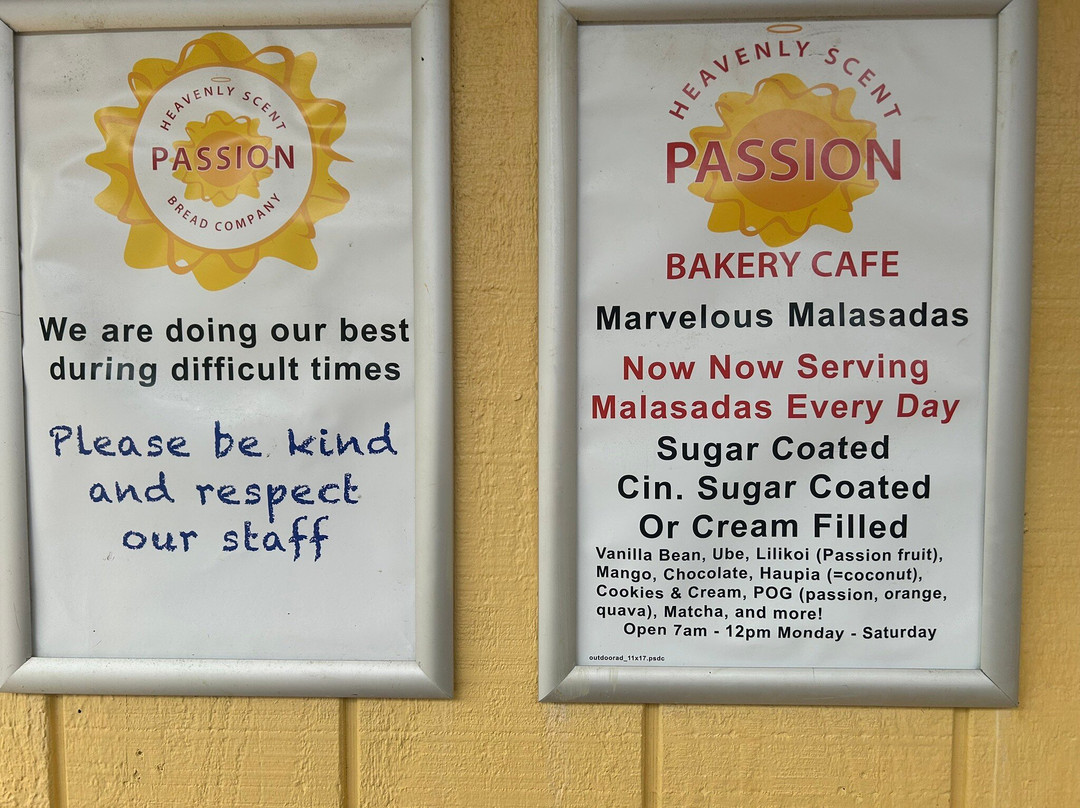 HEAVENLY SCENT
PASSION
BREAD COMPANY
We are doing our best
during difficult times
Please be kind
and respect
our staff
HEAVENLY SCENT
PASSION
BAKERY CAFE
Marvelous Malasadas
Now Now Serving
Malasadas Every Day
Sugar Coated
Cin. Sugar Coated
Or Cream Filled
Vanilla Bean, Ube, Lilikoi (Passion fruit),
Mango, Chocolate, Haupia (=coconut),
Cookies & Cream, POG (passion, orange,
quava), Matcha, and more!
Open 7am - 12pm Monday - Saturday
outdoorad_11x17.psdc